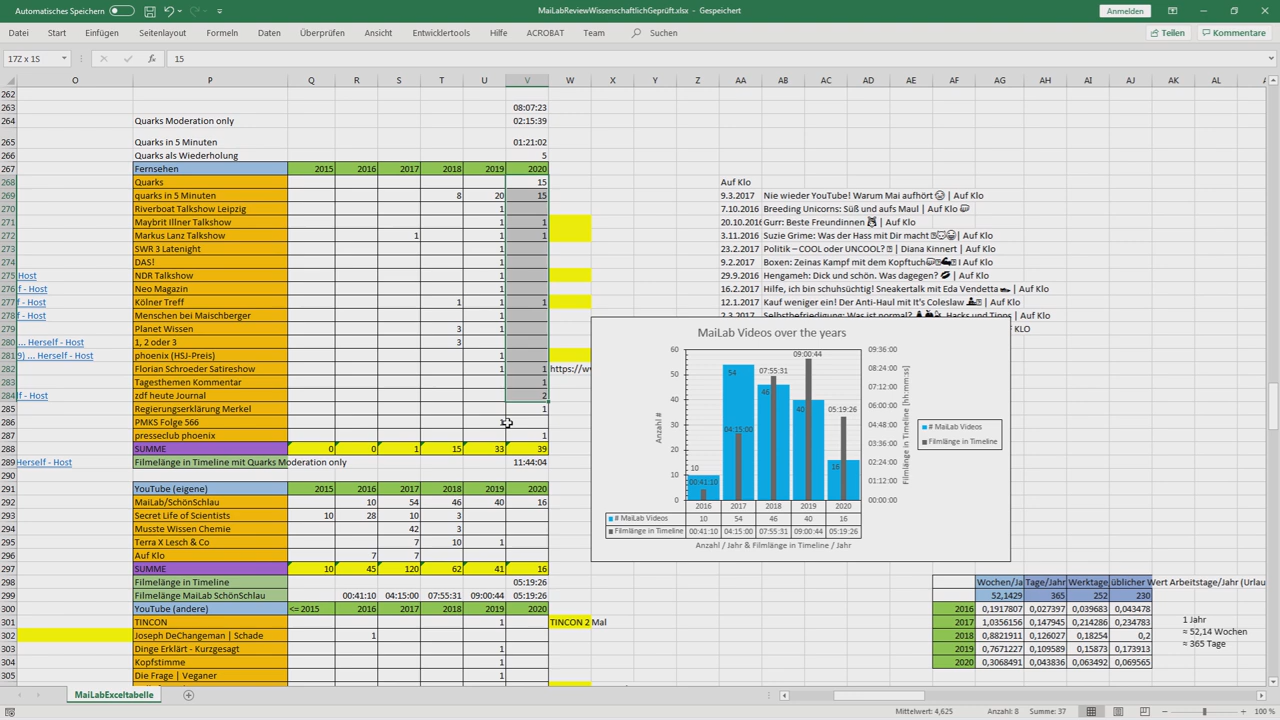 Automatisches Speichern
MaiLabReviewWissenschaftlichGeprüft.xlsx - Gespeichert
Anmelden
Datei Start Einfügen Seitenlayout Formeln Daten Überprüfen Ansicht Entwicklertools Hilfe ACROBAT Team Suchen Teilen Kommentare
17Z x 1S fx 15
O P Q R S T U V W X Y Z AA AB AC AD AE AF AG AH AI AJ AK AL
262
263 08:07:23
264 Quarks Moderation only 02:15:39
265 Quarks in 5 Minuten 01:21:02
266 Quarks als Wiederholung 5
267 Fernsehen 2015 2016 2017 2018 2019 2020
268 Quarks 15 Auf Klo
269 quarks in 5 Minuten 8 20 15 9.3.2017 Nie wieder YouTube! Warum Mai aufhört | Auf Klo
270 Riverboat Talkshow Leipzig 1 7.10.2016 Breeding Unicorns: Süß und aufs Maul | Auf Klo
271 Maybrit Illner Talkshow 1 1 20.10.2016 Gurr: Beste Freundinnen | Auf Klo
272 Markus Lanz Talkshow 1 1 1 3.11.2016 Suzie Grime: Was der Hass mit Dir macht | Auf Klo
273 SWR 3 Latenight 1 23.2.2017 Politik – COOL oder UNCOOL? | Diana Kinnert | Auf Klo
274 DAS! 1 9.2.2017 Boxen: Zeinas Kampf mit dem Kopftuch I Auf Klo
275 Host NDR Talkshow 1 29.9.2016 Hengameh: Dick und schön. Was dagegen? | Auf Klo
276 f - Host Neo Magazin 1 16.2.2017 Hilfe, ich bin schuhsüchtig! Sneakertalk mit Eda Vendetta | Auf Klo
277 f - Host Kölner Treff 1 1 1 12.1.2017 Kauf weniger ein! Der Anti-Haul mit It's Coleslaw | Auf Klo
278 f - Host Menschen bei Maischberger 1 2.3.2017 Selbstbefriedigung: Was ist normal? Hacks und Tipps | Auf Klo
279 Planet Wissen 3 1 KLO
280 ... Herself - Host 1, 2 oder 3 3
281 9) ... Herself - Host phoenix (HSJ-Preis) 1
282 Florian Schroeder Satireshow 1 1 https://w
283 Tagesthemen Kommentar 1
284 f - Host zdf heute Journal 2
285 Regierungserklärung Merkel 1
286 PMKS Folge 566 1
287 presseclub phoenix 1
288 SUMME 0 0 1 15 33 39
289 Herself - Host Filmelänge in Timeline mit Quarks Moderation only 11:44:04
290
291 YouTube (eigene) 2015 2016 2017 2018 2019 2020
292 MaiLab/SchönSchlau 10 54 46 40 16
293 Secret Life of Scientists 10 28 10 3
294 Musste Wissen Chemie 42 3
295 Terra X Lesch & Co 7 10 1
296 Auf Klo 7 7
297 SUMME 10 45 120 62 41 16
298 Filmelänge in Timeline 05:19:26
299 Filmelänge MaiLab SchönSchlau 00:41:10 04:15:00 07:55:31 09:00:44 05:19:26
300 YouTube (andere) <= 2015 2016 2017 2018 2019 2020
301 TINCON 1 TINCON 2 Mal
302 Joseph DeChangeman | Schade 1
303 Dinge Erklärt - Kurzgesagt 1
304 Kopfstimme 1
305 Die Frage | Veganer 1
MaiLab Videos over the years
60 50 40 30 20 10 0
Anzahl #
10 00:41:10 54 04:15:00 46 07:55:31 40 09:00:44 16 05:19:26
09:36:00
08:24:00
07:12:00
06:00:00
04:48:00
03:36:00
02:24:00
01:12:00
00:00:00
Filmlänge in Timeline [hh:mm:ss]
# MaiLab Videos
Filmlänge in Timeline
2016 2017 2018 2019 2020
# MaiLab Videos 10 54 46 40 16
Filmlänge in Timeline 00:41:10 04:15:00 07:55:31 09:00:44 05:19:26
Anzahl / Jahr & Filmlänge in Timeline / Jahr
Wochen/Ja Tage/Jahr Werktage üblicher Wert Arbeitstage/Jahr (Urlau
52,1429 365 252 230
2016 0,1917807 0,027397 0,039683 0,043478
2017 1,0356156 0,147945 0,214286 0,234783
2018 0,8821911 0,126027 0,18254 0,2
2019 0,7671227 0,109589 0,15873 0,173913
2020 0,3068491 0,043836 0,063492 0,069565
1 Jahr
≈ 52,14 Wochen
≈ 365 Tage
MaiLabExceltabelle
Mittelwert: 4,625 Anzahl: 8 Summe: 37 100 %